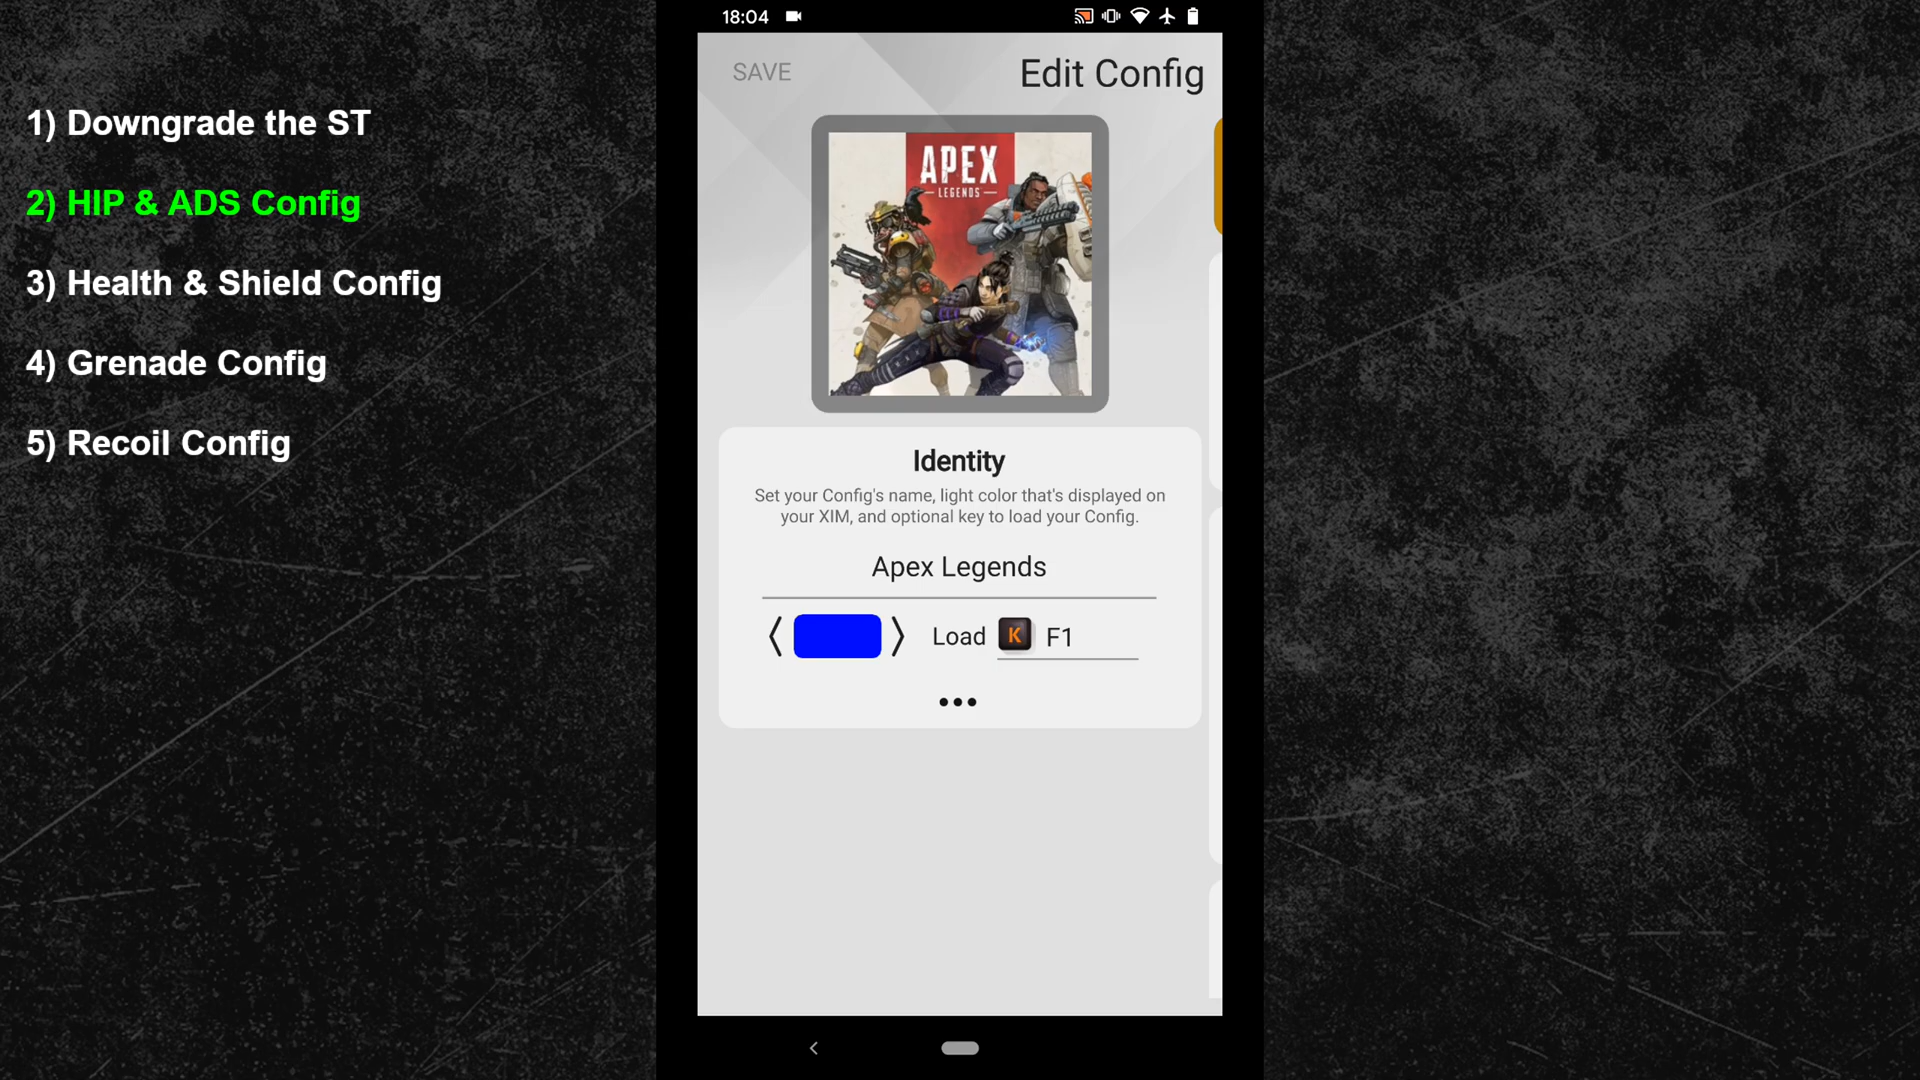 1) Downgrade the ST
2) HIP & ADS Config
3) Health & Shield Config
4) Grenade Config
5) Recoil Config
18:04
SAVE
Edit Config
APEX
LEGENDS
Identity
Set your Config's name, light color that's displayed on
your XIM, and optional key to load your Config.
Apex Legends
Load K F1